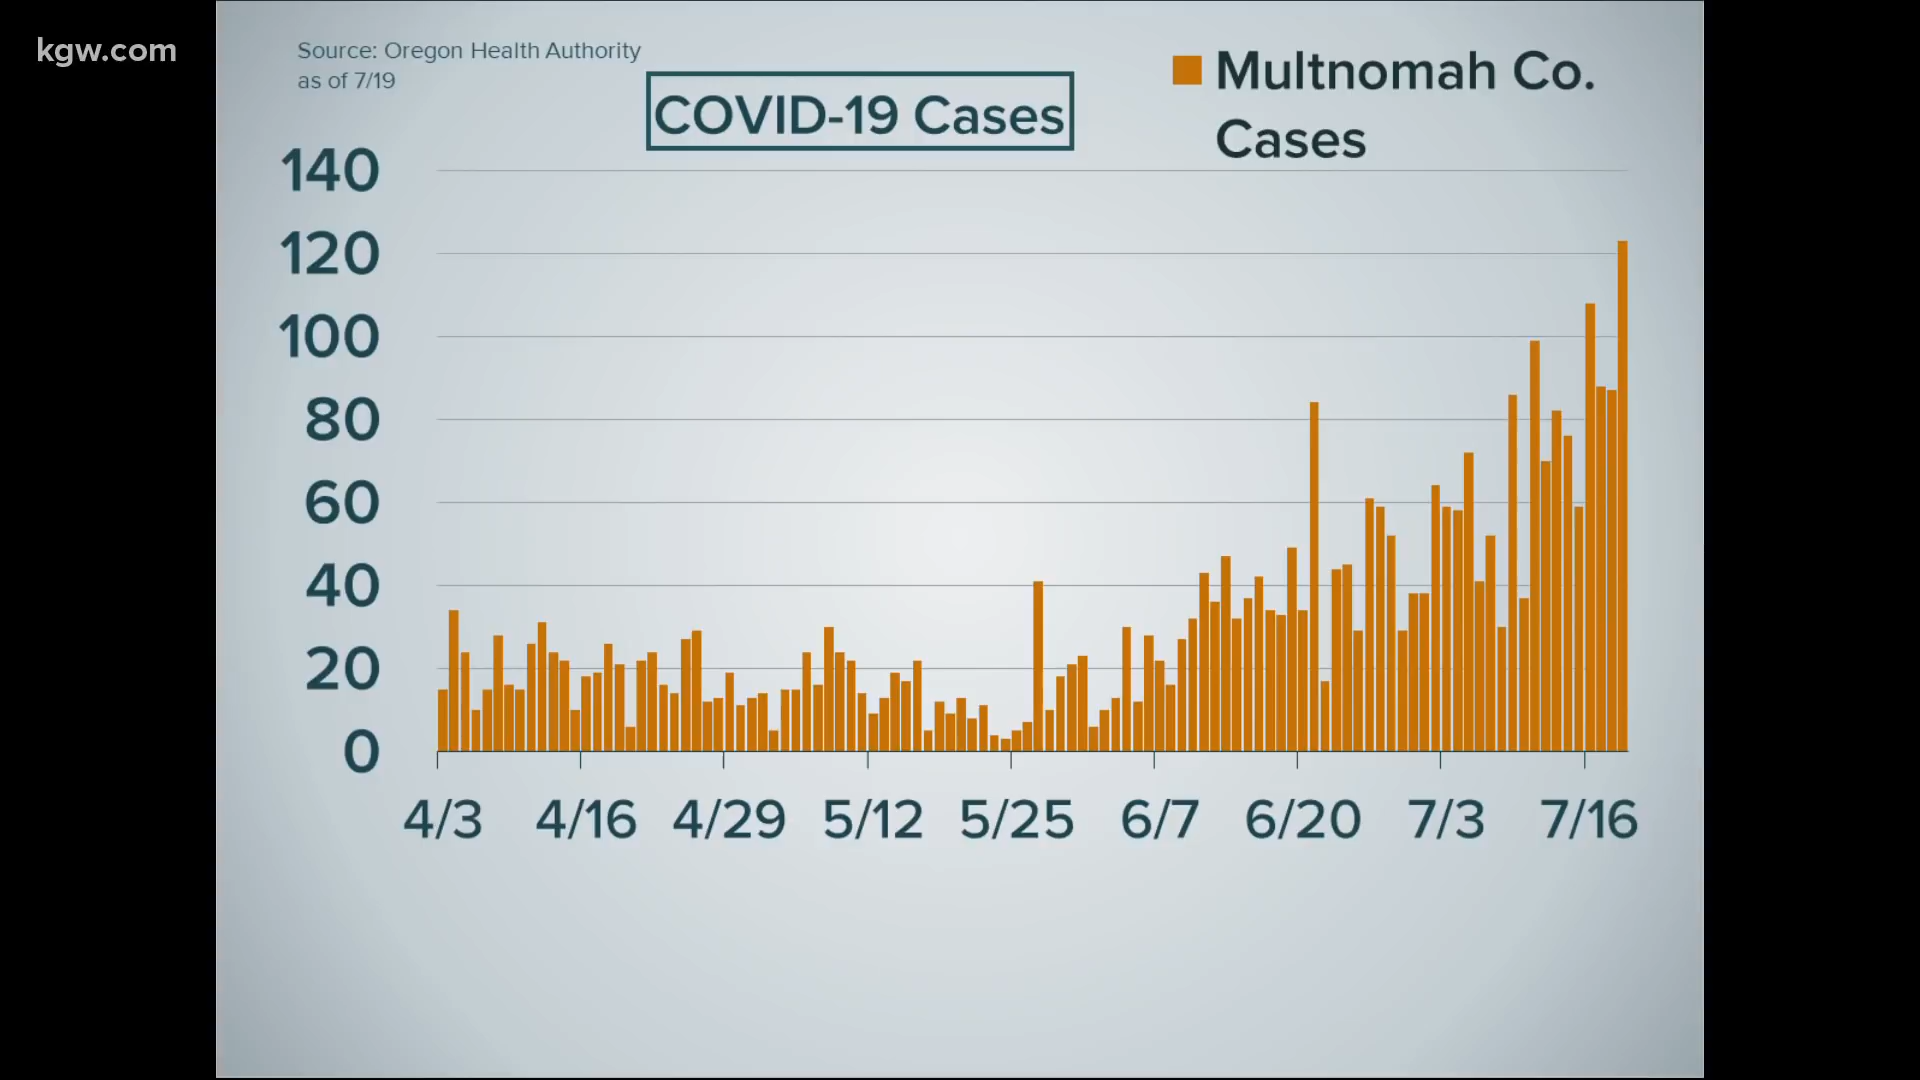 kgw.com
Source: Oregon Health Authority
as of 7/19
COVID-19 Cases
Multnomah Co.
Cases
140
120
100
80
60
40
20
0
4/3 4/16 4/29 5/12 5/25 6/7 6/20 7/3 7/16